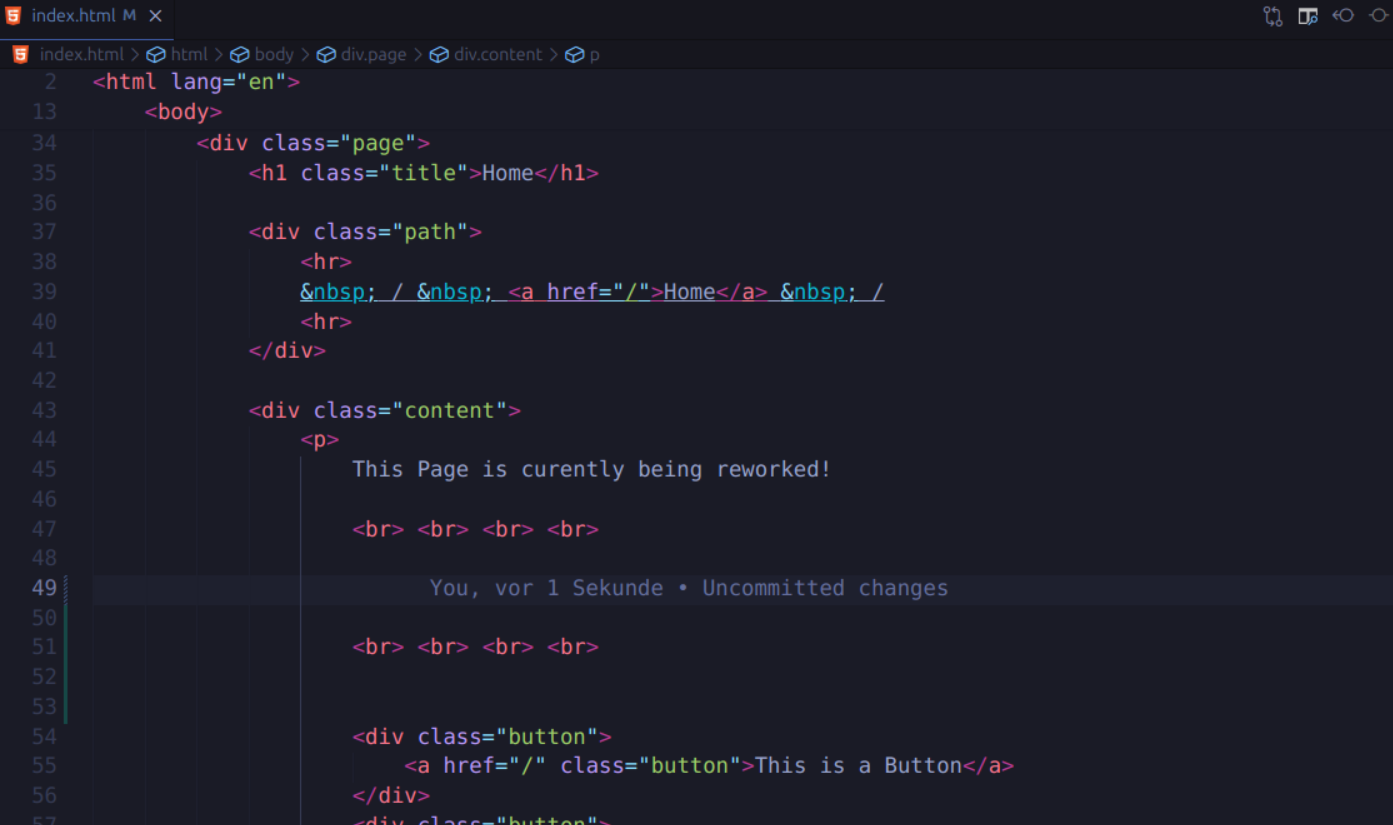 index.html M
index.html > html > body > div.page > div.content > p
2 <html lang="en">
13 <body>
34 <div class="page">
35 <h1 class="title">Home</h1>
36
37 <div class="path">
38 <hr>
39 &nbsp; / &nbsp; <a href="/">Home</a> &nbsp; /
40 <hr>
41 </div>
42
43 <div class="content">
44 <p>
45 This Page is curently being reworked!
46
47 <br> <br> <br> <br>
48
49 You, vor 1 Sekunde • Uncommitted changes
50
51 <br> <br> <br> <br>
52
53
54 <div class="button">
55 <a href="/" class="button">This is a Button</a>
56 </div>
57 <div class="button">